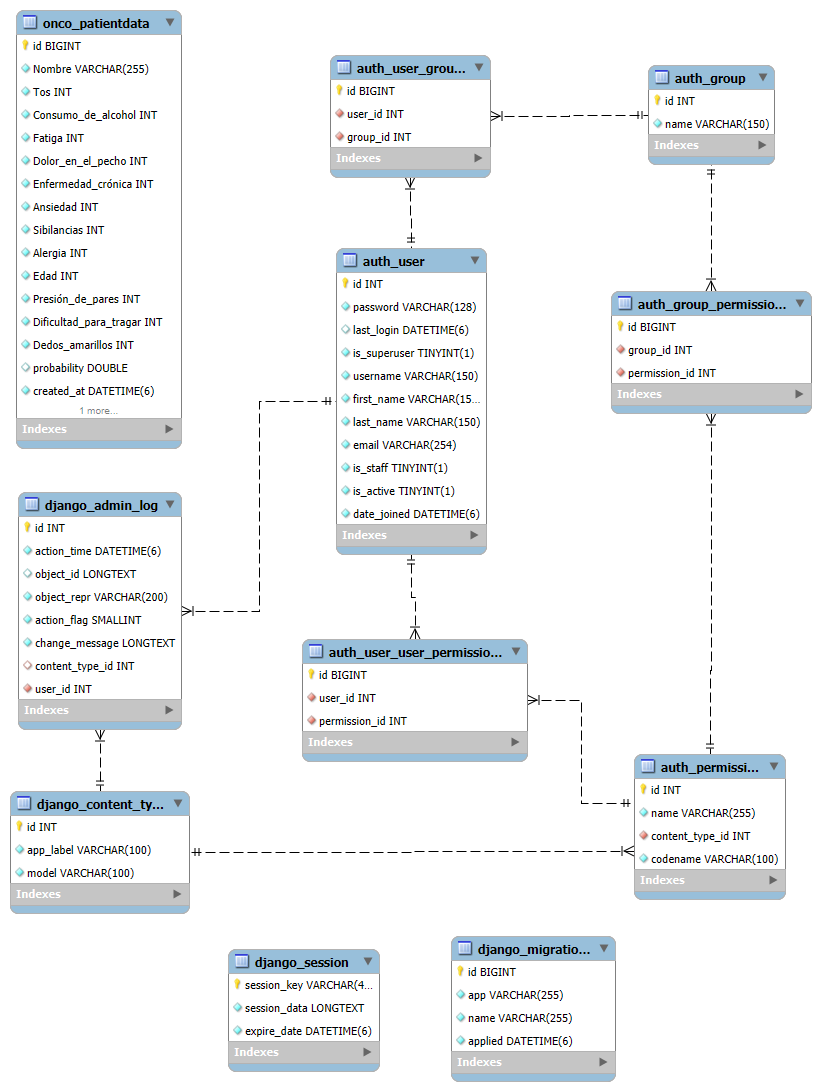 onco_patientdata
id BIGINT
Nombre VARCHAR(255)
Tos INT
Consumo_de_alcohol INT
Fatiga INT
Dolor_en_el_pecho INT
Enfermedad_crónica INT
Ansiedad INT
Sibilancias INT
Alergia INT
Edad INT
Presión_de_pares INT
Dificultad_para_tragar INT
Dedos_amarillos INT
probability DOUBLE
created_at DATETIME(6)
1 more...
Indexes
auth_user_grou...
id BIGINT
user_id INT
group_id INT
Indexes
auth_group
id INT
name VARCHAR(150)
Indexes
auth_user
id INT
password VARCHAR(128)
last_login DATETIME(6)
is_superuser TINYINT(1)
username VARCHAR(150)
first_name VARCHAR(15...
last_name VARCHAR(150)
email VARCHAR(254)
is_staff TINYINT(1)
is_active TINYINT(1)
date_joined DATETIME(6)
Indexes
auth_group_permissio...
id BIGINT
group_id INT
permission_id INT
Indexes
django_admin_log
id INT
action_time DATETIME(6)
object_id LONGTEXT
object_repr VARCHAR(200)
action_flag SMALLINT
change_message LONGTEXT
content_type_id INT
user_id INT
Indexes
auth_user_user_permissio...
id BIGINT
user_id INT
permission_id INT
Indexes
auth_permissi...
id INT
name VARCHAR(255)
content_type_id INT
codename VARCHAR(100)
Indexes
django_content_ty...
id INT
app_label VARCHAR(100)
model VARCHAR(100)
Indexes
django_session
session_key VARCHAR(4...
session_data LONGTEXT
expire_date DATETIME(6)
Indexes
django_migratio...
id BIGINT
app VARCHAR(255)
name VARCHAR(255)
applied DATETIME(6)
Indexes